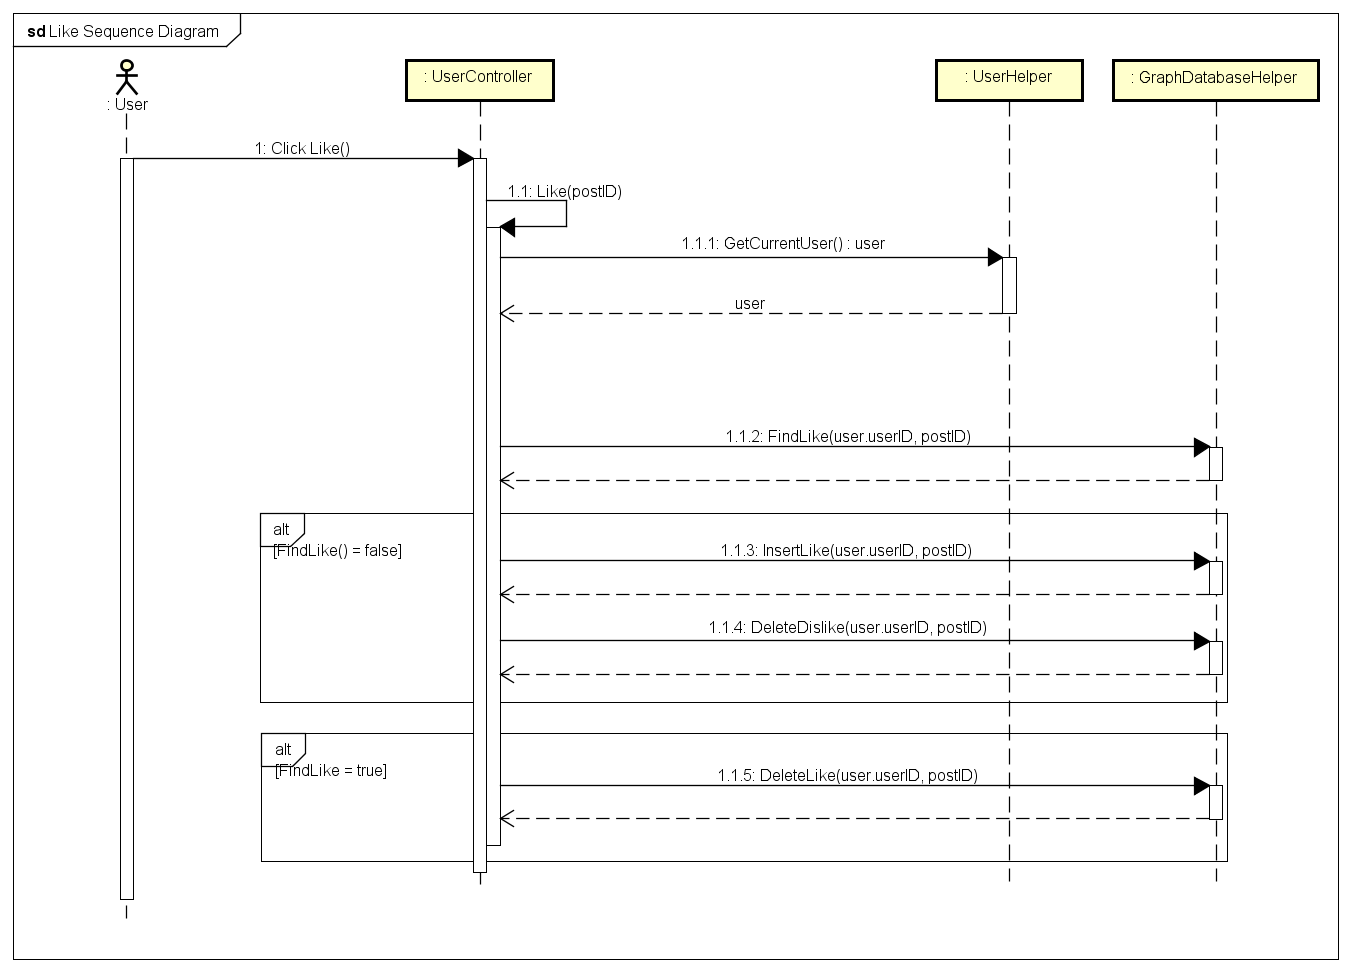 sd Like Sequence Diagram
: User
: UserController
: UserHelper
: GraphDatabaseHelper
1: Click Like()
1.1: Like(postID)
1.1.1: GetCurrentUser() : user
user
1.1.2: FindLike(user.userID, postID)
alt
[FindLike() = false]
1.1.3: InsertLike(user.userID, postID)
1.1.4: DeleteDislike(user.userID, postID)
alt
[FindLike = true]
1.1.5: DeleteLike(user.userID, postID)